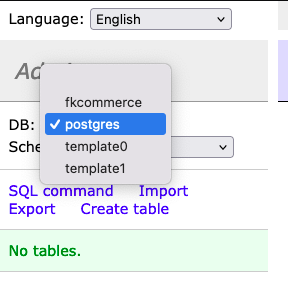 Language: English
Ad
fkcommerce
DB: ✓ postgres
template0
Sche
template1
SQL command Import
Export Create table
No tables.